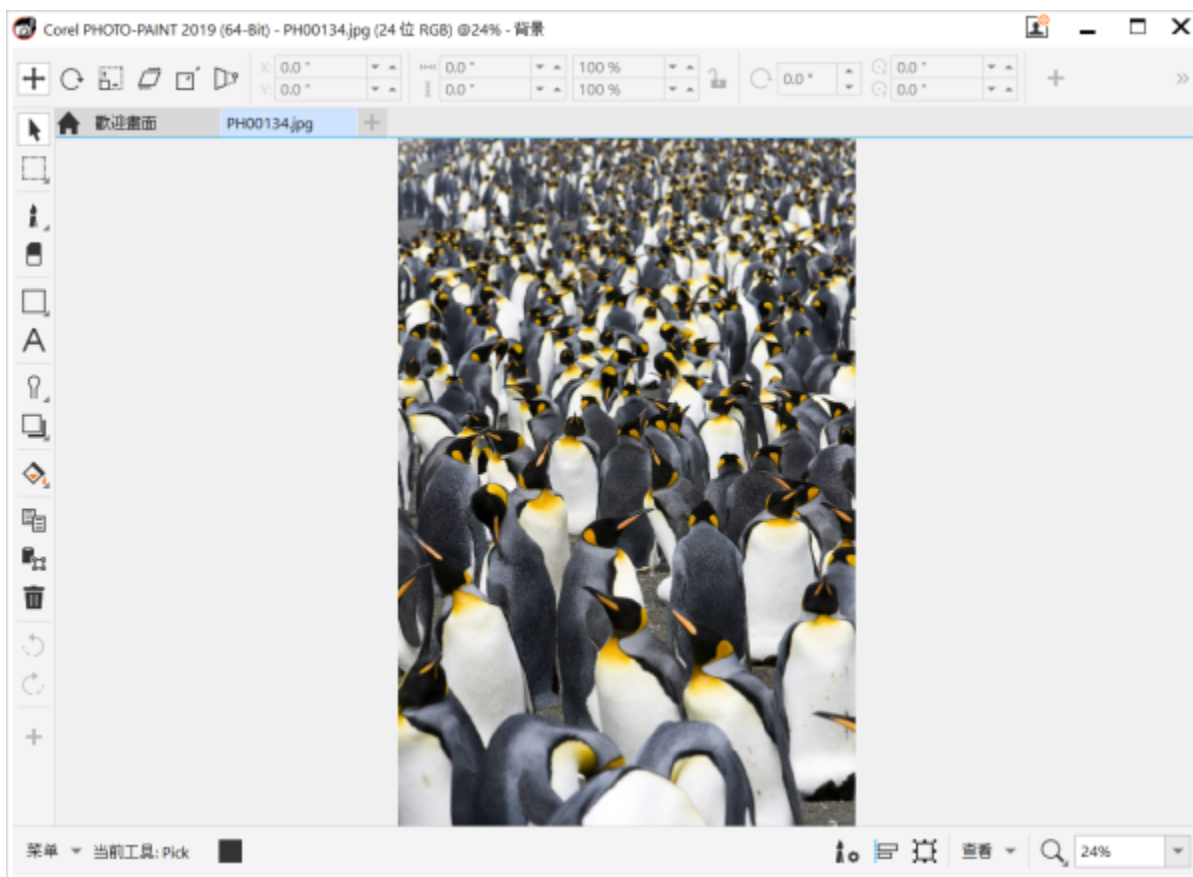 Corel PHOTO-PAINT 2019 (64-Bit) - PH00134.jpg (24 位 RGB) @24% - 背景
X: 0.0 " 0.0 " 100 % 0.0 ° 0.0 "
Y: 0.0 " 0.0 " 100 % 0.0 "
歡迎畫面 PH00134.jpg
A
菜单 当前工具: Pick 查看 24%